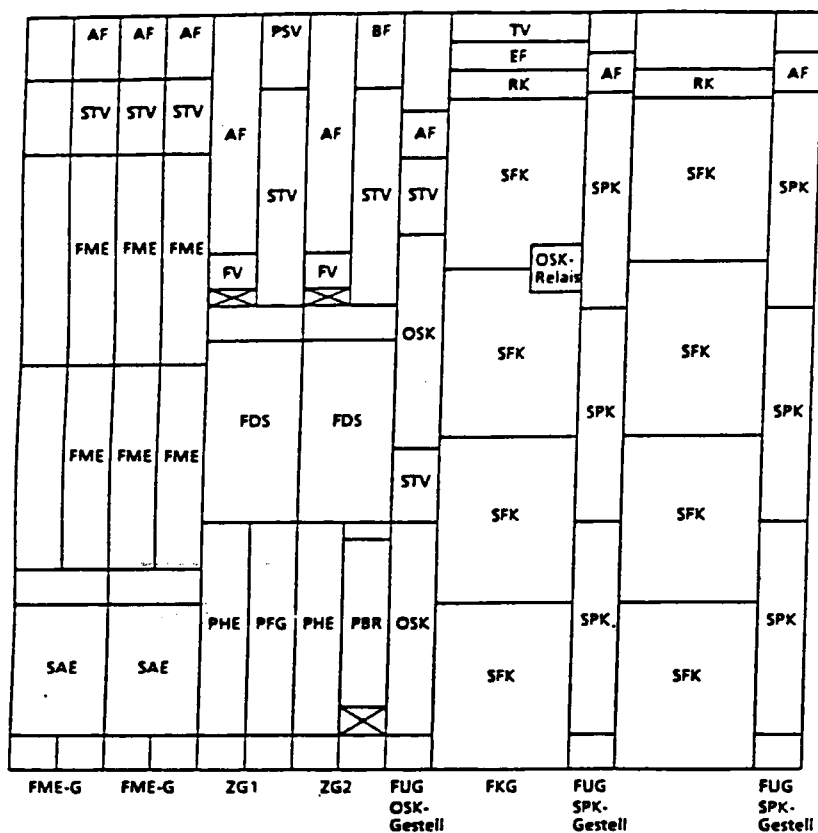 AF AF AF PSV BF TV
EF
AF AF
RK RK
STV STV STV
AF AF AF
SFK SPK SFK SPK
STV STV STV
FME FME FME
OSK-
Relais
FV FV
OSK
SFK SFK
FDS FDS
SPK SPK
FME FME FME
STV
SFK SFK
PHE PFG PHE PBR OSK SPK. SPK
SAE SAE
SFK SFK
FME-G FME-G ZG1 ZG2 FUG FKG FUG FUG
OSK- SPK- SPK-
Gestell Gestell Gestell